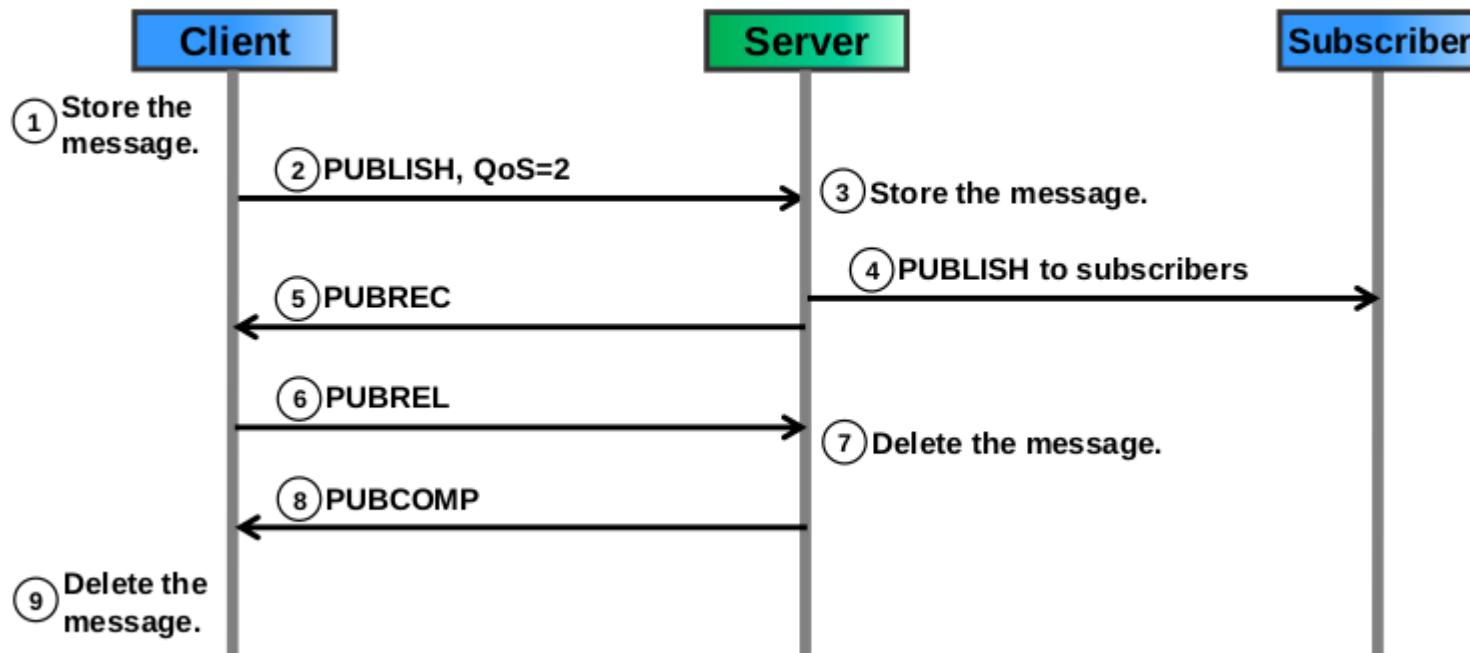 Client
Server
Subscriber
1 Store the
message.
2 PUBLISH, QoS=2
3 Store the message.
4 PUBLISH to subscribers
5 PUBREC
6 PUBREL
7 Delete the message.
8 PUBCOMP
9 Delete the
message.